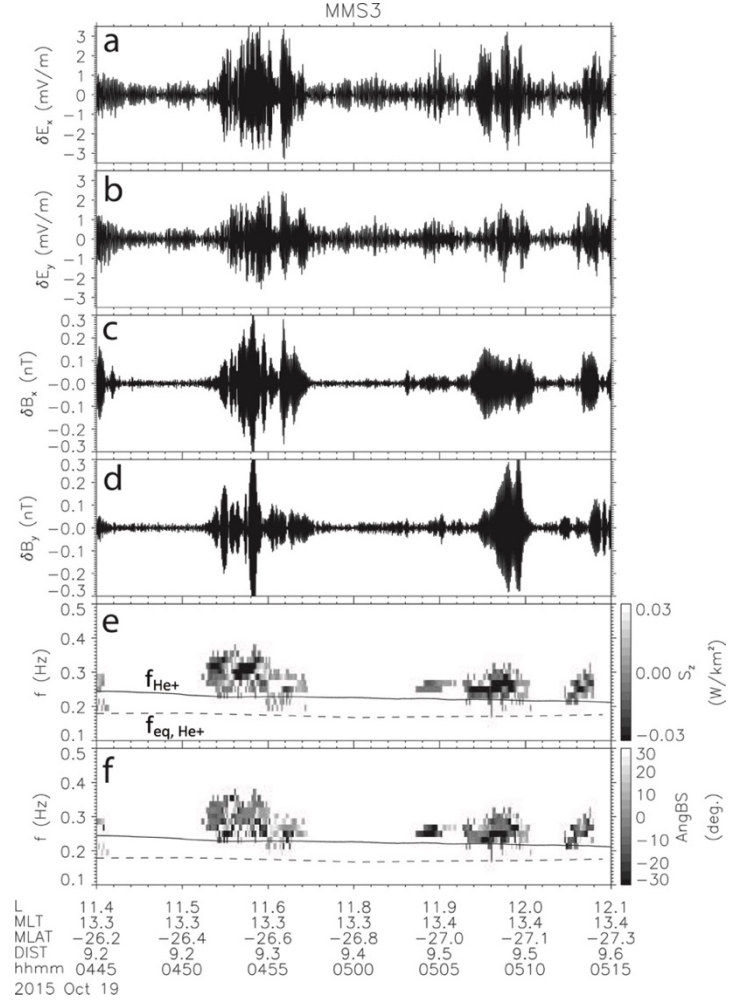 MMS3
a
3
2
1
0
−1
−2
−3
δEx (mV/m)
b
3
2
1
0
−1
−2
−3
δEy (mV/m)
c
0.3
0.2
0.1
−0.0
−0.1
−0.2
−0.3
δBx (nT)
d
0.3
0.2
0.1
−0.0
−0.1
−0.2
−0.3
δBy (nT)
e
0.5
0.4
0.3
0.2
0.1
f (Hz)
fHe+
feq, He+
0.03
0.00
−0.03
Sz
(W/km²)
f
0.5
0.4
0.3
0.2
0.1
f (Hz)
30
20
10
0
−10
−20
−30
AngBS
(deg.)
L 11.4 11.5 11.6 11.8 11.9 12.0 12.1
MLT 13.3 13.3 13.3 13.3 13.4 13.4 13.4
MLAT −26.2 −26.4 −26.6 −26.8 −27.0 −27.1 −27.3
DIST 9.2 9.2 9.3 9.4 9.5 9.5 9.6
hhmm 0445 0450 0455 0500 0505 0510 0515
2015 Oct 19